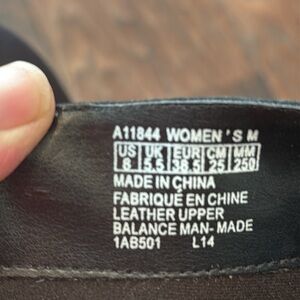 A11844 WOMEN'S M
US UK EUR CM MM
8 5.5 38.5 25 250
MADE IN CHINA
FABRIQUÉ EN CHINE
LEATHER UPPER
BALANCE MAN-MADE
1AB501 L14